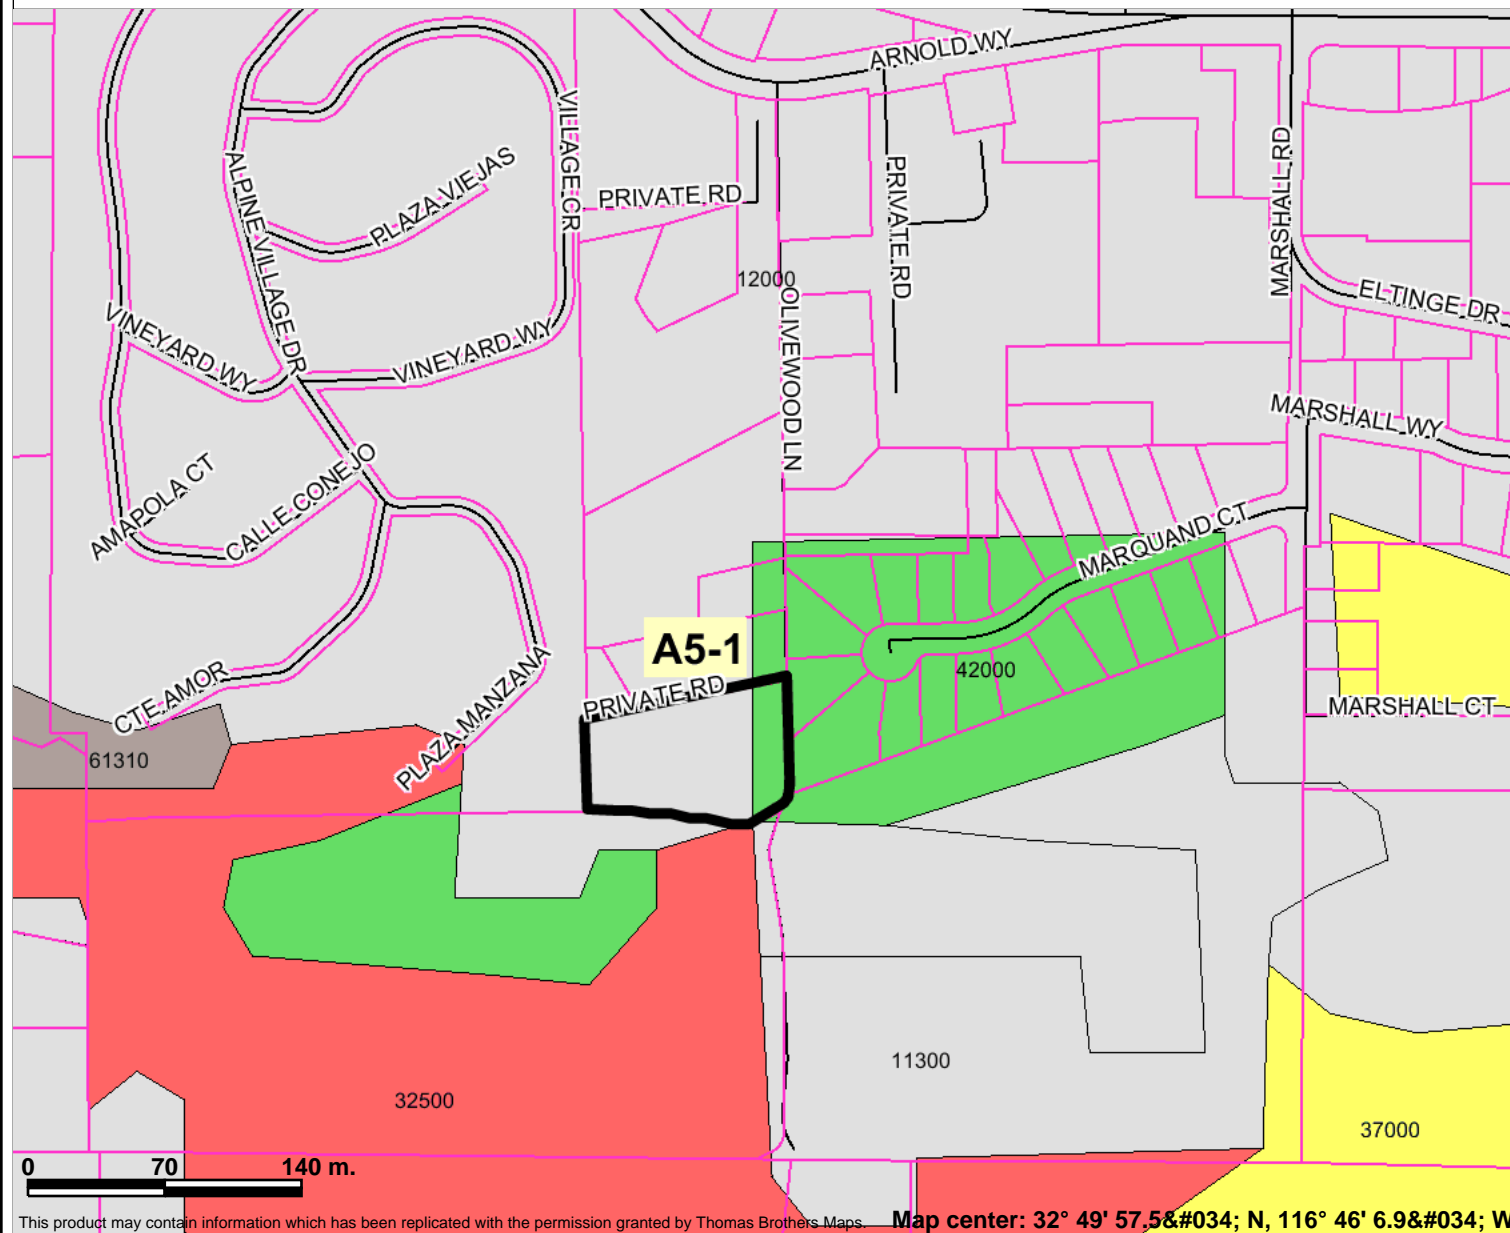 ARNOLD WY
VILLAGE CR
MARSHALL RD
ALPINE VILLAGE DR
PLAZA VIEJAS
PRIVATE RD
PRIVATE RD
12000
OLIVEWOOD LN
ELTINGE DR
VINEYARD WY
VINEYARD WY
MARSHALL WY
AMAPOLA CT
CALLE CONEJO
MARQUAND CT
A5-1
42000
CTE AMOR
PLAZA MANZANA
PRIVATE RD
MARSHALL CT
61310
11300
32500
37000
0 70 140 m.
This product may contain information which has been replicated with the permission granted by Thomas Brothers Maps.
Map center: 32° 49' 57.5&#034; N, 116° 46' 6.9&#034; W